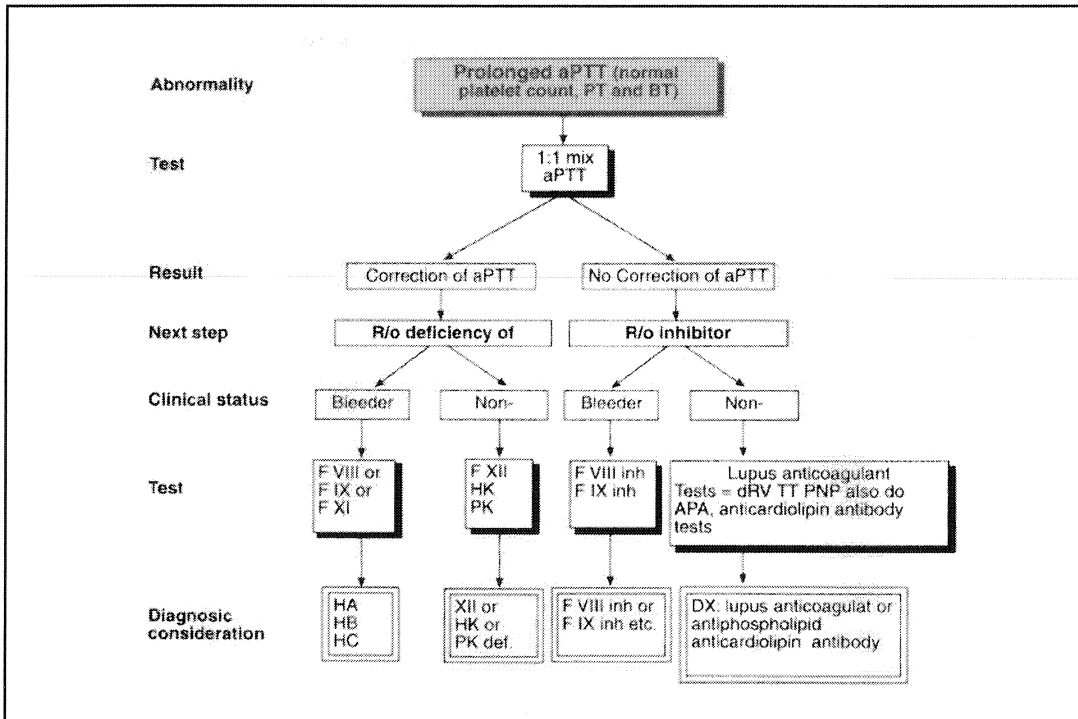 Abnormality
Prolonged aPTT (normal
platelet count, PT and BT)
Test
1:1 mix
aPTT
Result
Correction of aPTT
No Correction of aPTT
Next step
R/o deficiency of
R/o inhibitor
Clinical status
Bleeder
Non-
Bleeder
Non-
Test
F VIII or
F IX or
F XI
F XII
HK
PK
F VIII inh
F IX inh
Lupus anticoagulant
Tests = dRV TT PNP also do
APA, anticardiolipin antibody
tests
Diagnosic
consideration
HA
HB
HC
XII or
HK or
PK def.
F VIII inh or
F IX inh etc.
DX: lupus anticoagulat or
antiphospholipid
anticardiolipin antibody